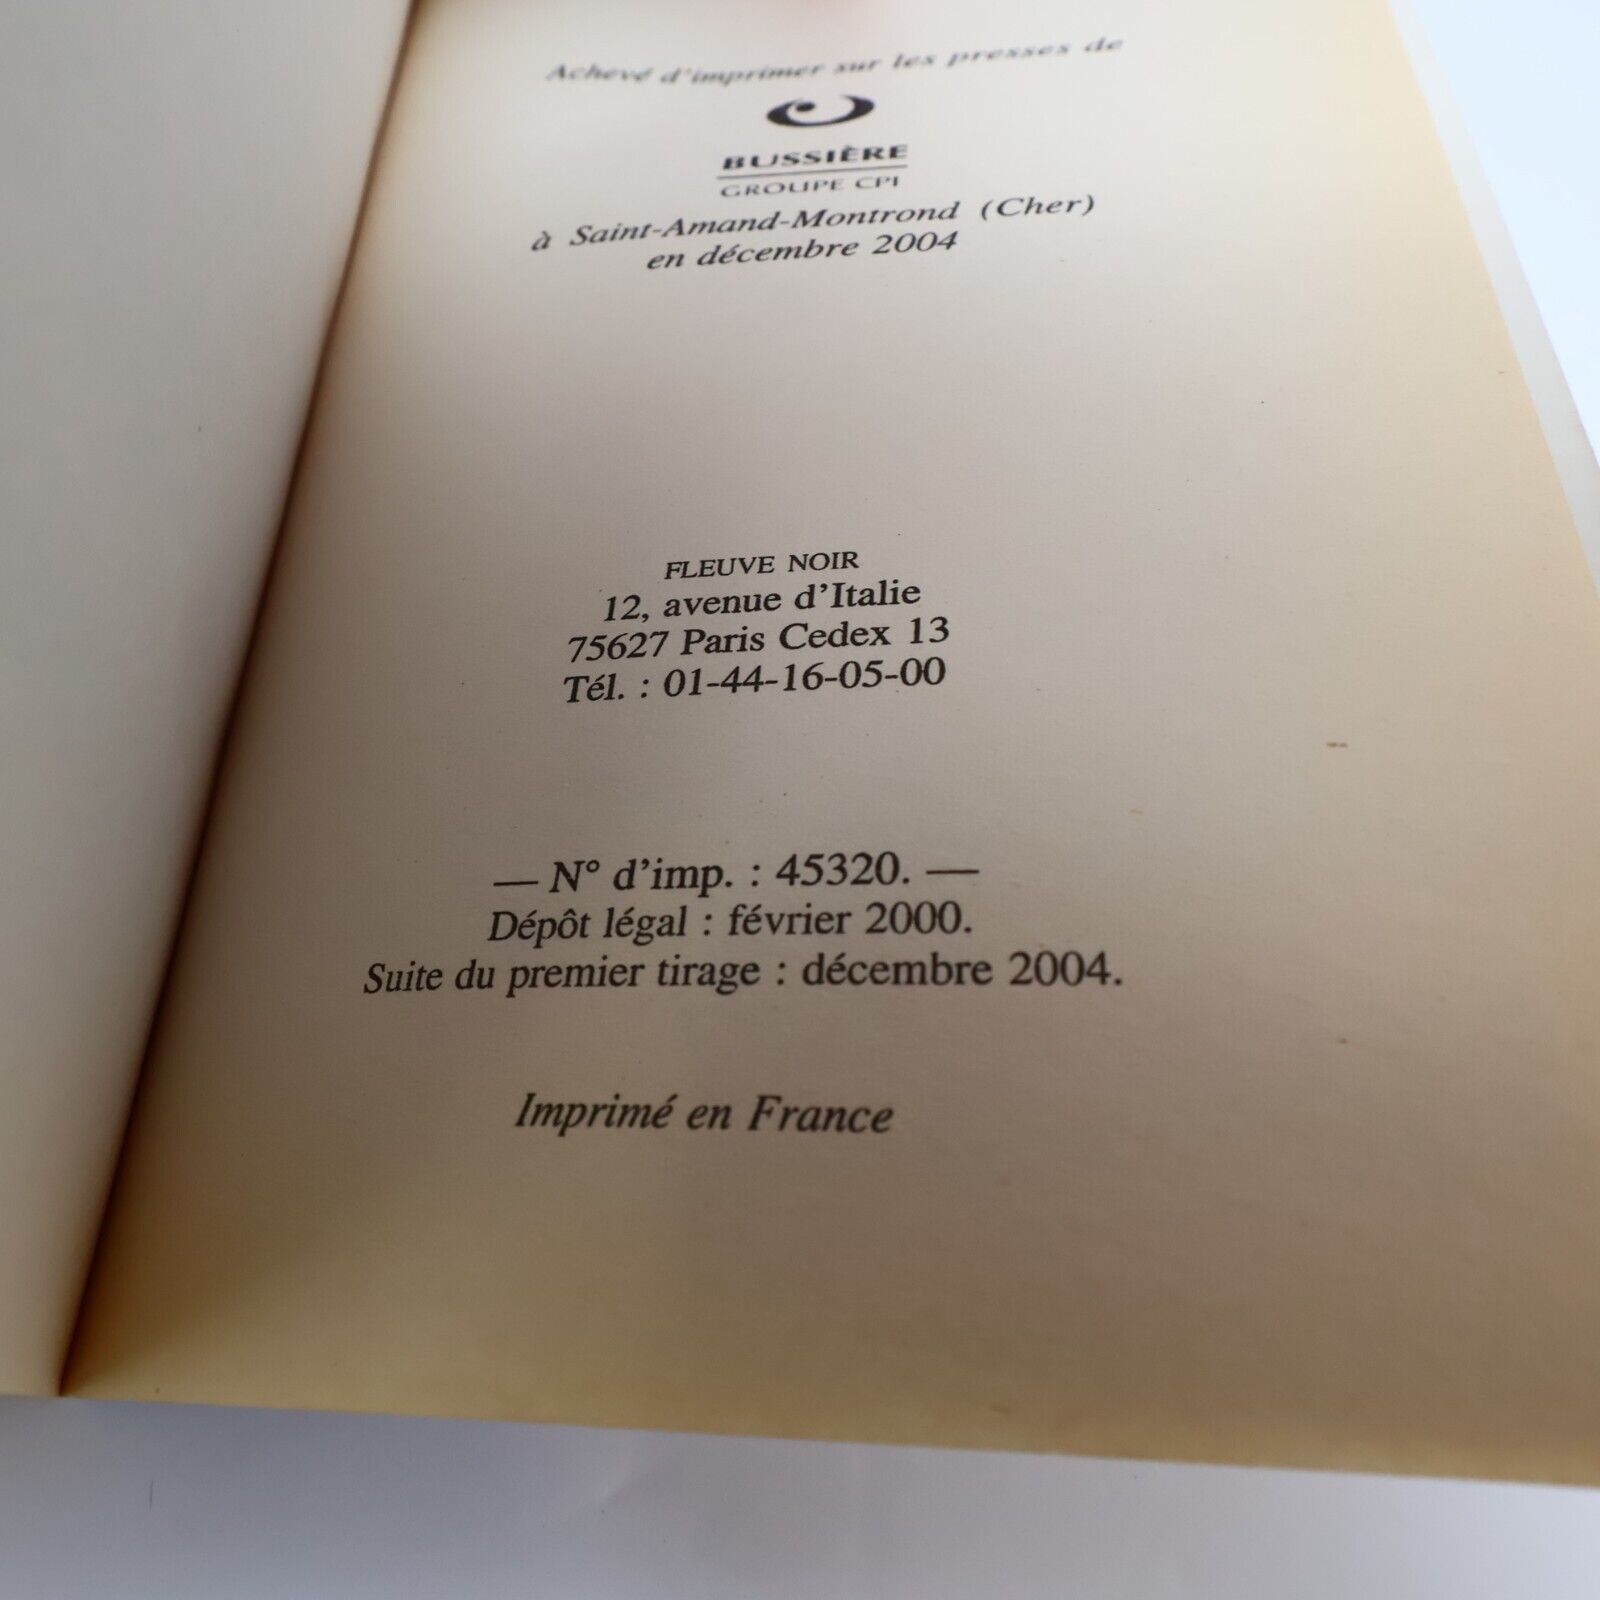 Achevé d'imprimer sur les presses de
BUSSIÈRE
GROUPE CPI
à Saint-Amand-Montrond (Cher)
en décembre 2004
FLEUVE NOIR
12, avenue d'Italie
75627 Paris Cedex 13
Tél. : 01-44-16-05-00
— N° d'imp. : 45320. —
Dépôt légal : février 2000.
Suite du premier tirage : décembre 2004.
Imprimé en France